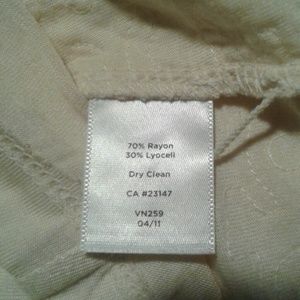 70% Rayon
30% Lyocell
Dry Clean
CA #23147
VN259
04/11